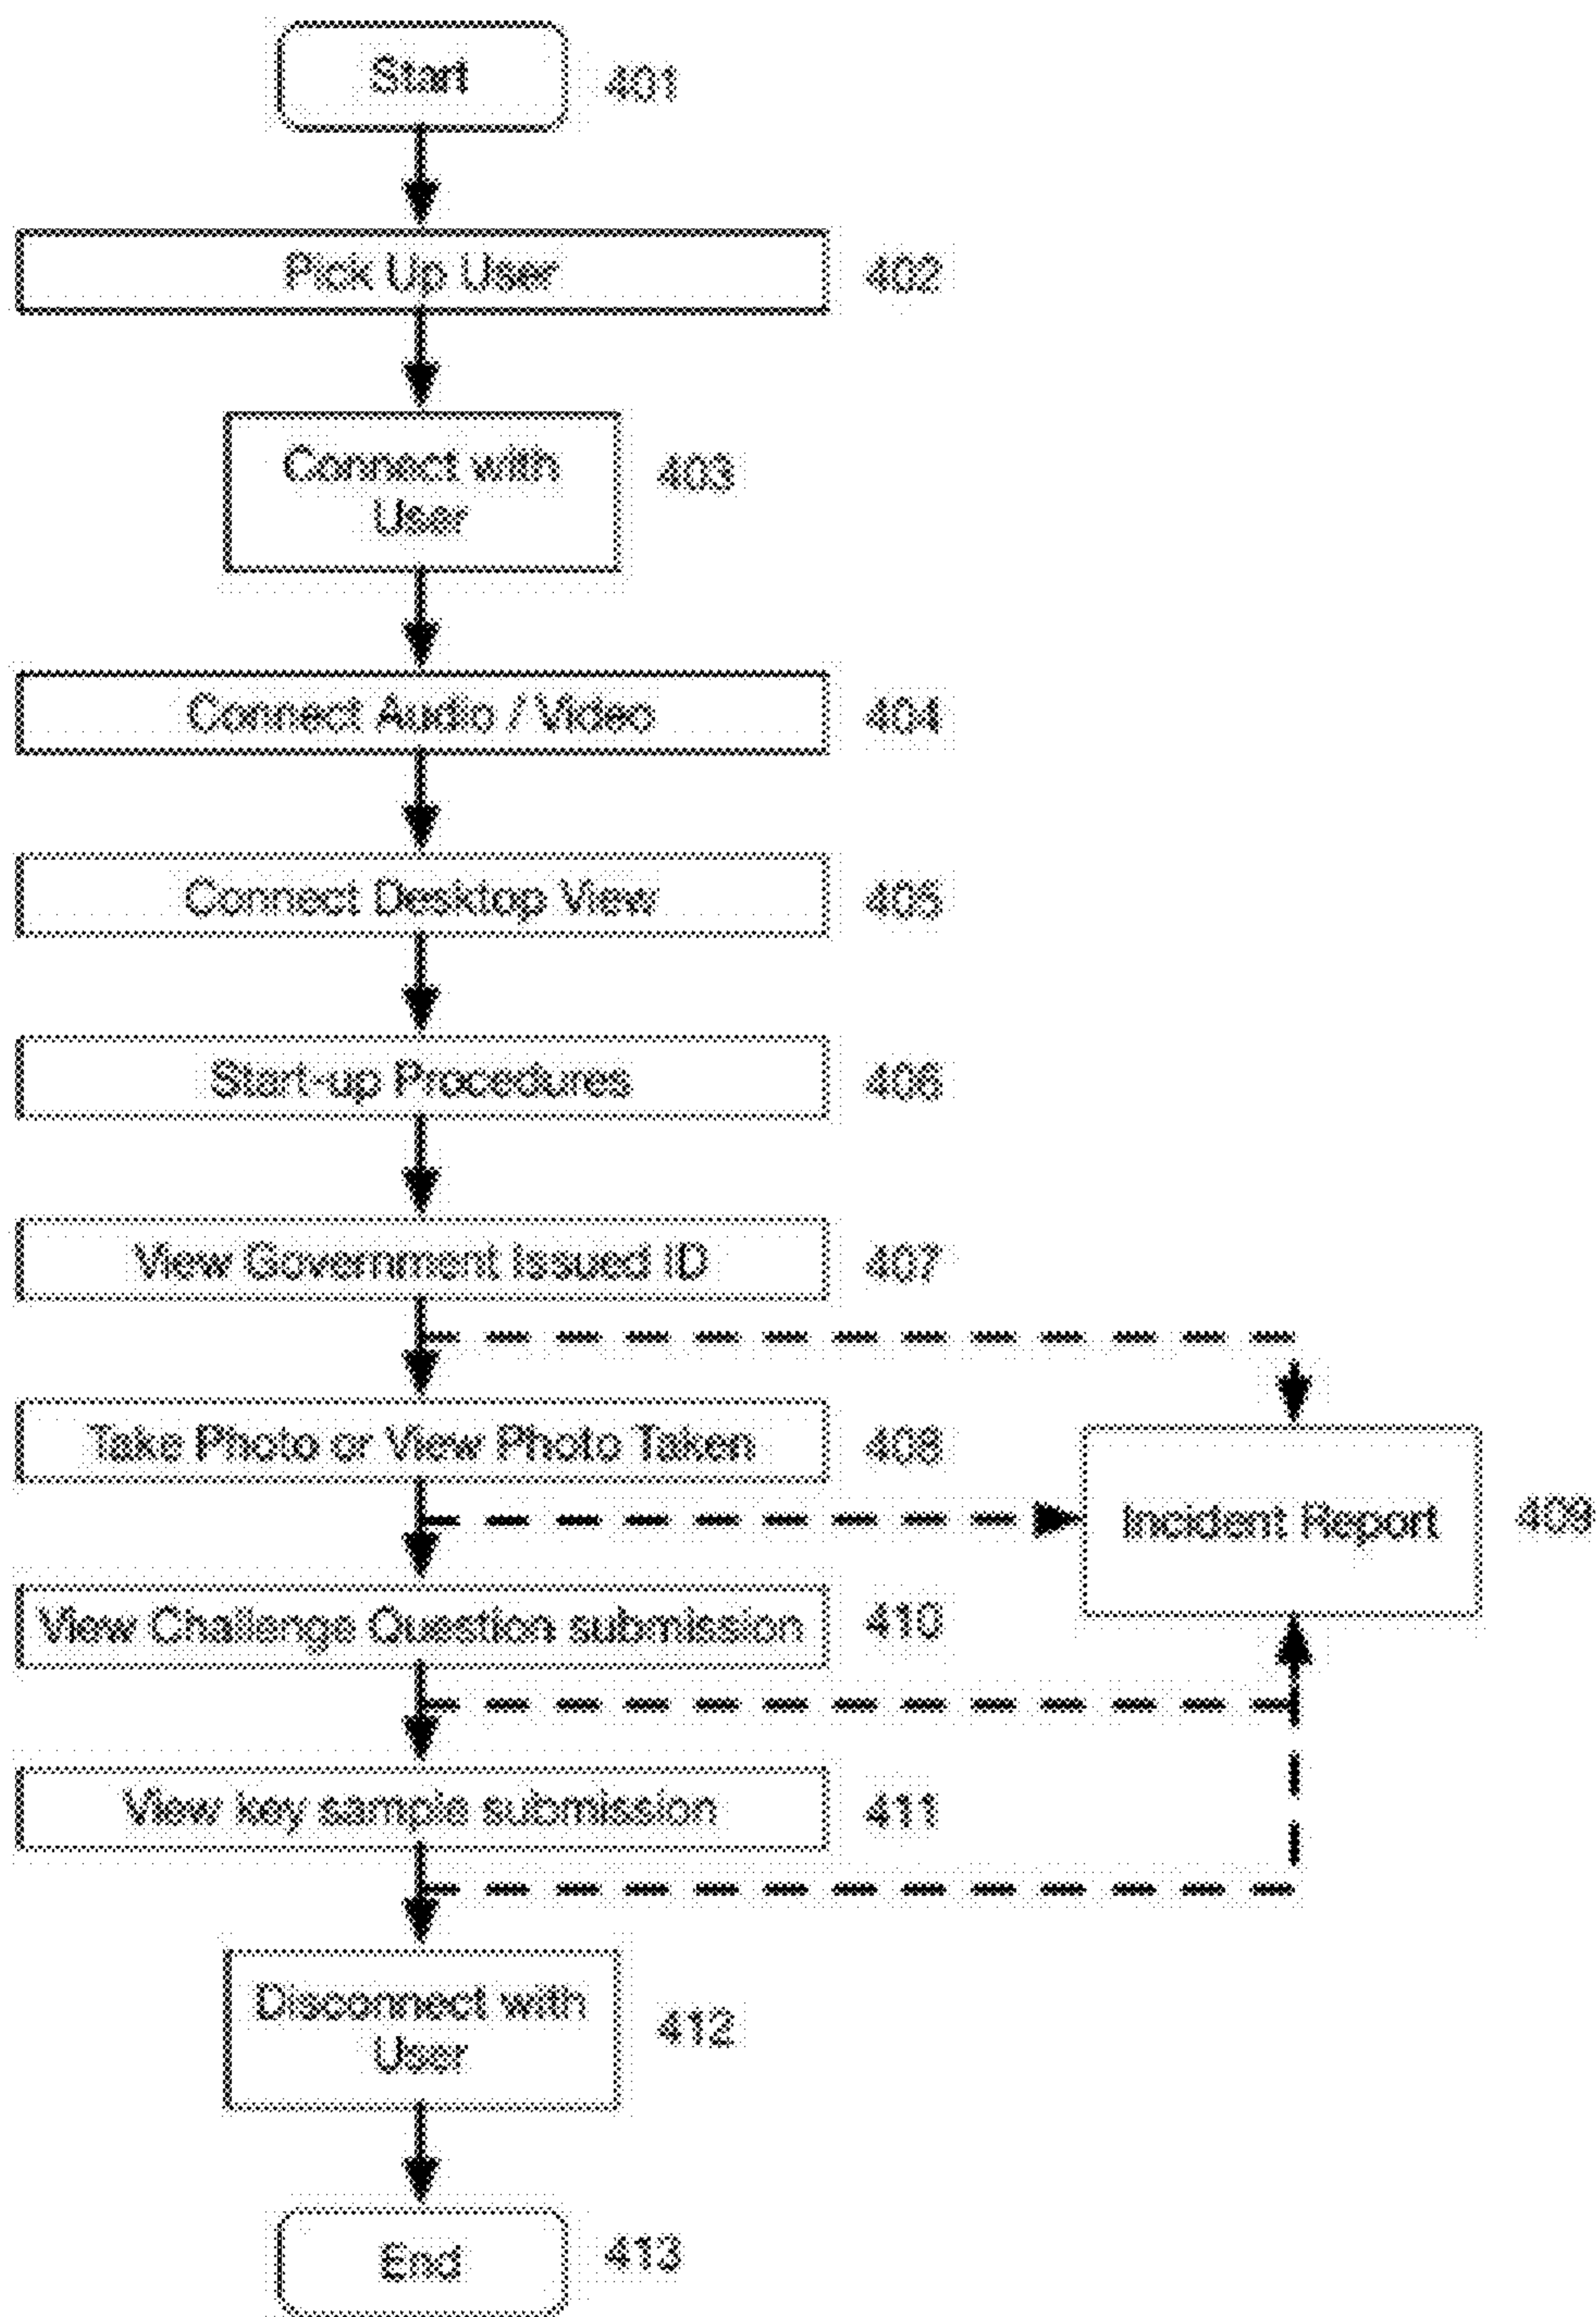 Start
401
Pick Up User
402
Connect with
User
403
Connect Audio / Video
404
Connect Desktop View
405
Start-up Procedures
406
View Government Issued ID
407
Take Photo or View Photo Taken
408
Incident Report
409
View Challenge Question submission
410
View key sample submission
411
Disconnect with
User
412
End
413